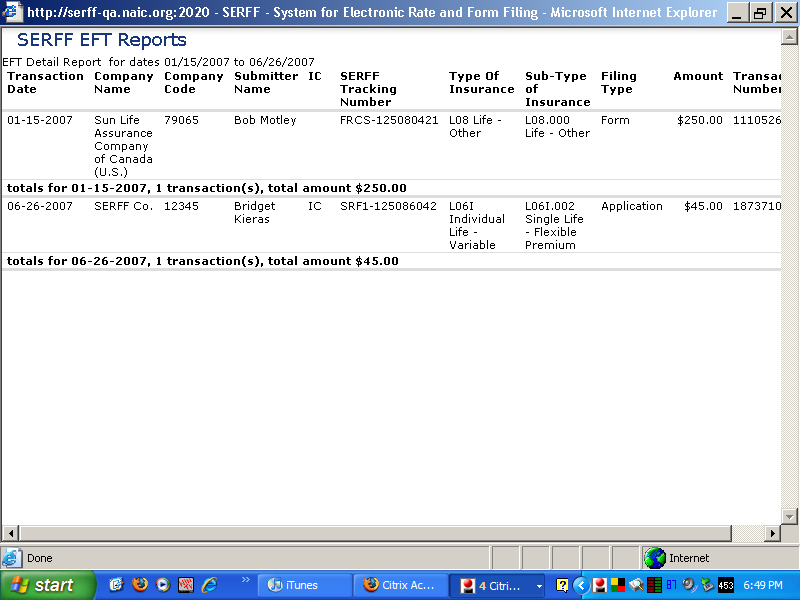 http://serff-qa.naic.org:2020 - SERFF - System for Electronic Rate and Form Filing - Microsoft Internet Explorer
SERFF EFT Reports
EFT Detail Report for dates 01/15/2007 to 06/26/2007
Transaction Company Company Submitter IC SERFF Type Of Sub-Type Filing Amount Transac
Date Name Code Name Tracking Insurance of Type Number
Number Insurance
01-15-2007 Sun Life 79065 Bob Motley FRCS-125080421 L08 Life - L08.000 Form $250.00 1110526
Assurance Other Life - Other
Company
of Canada
(U.S.)
totals for 01-15-2007, 1 transaction(s), total amount $250.00
06-26-2007 SERFF Co. 12345 Bridget IC SRF1-125086042 L06I L06I.002 Application $45.00 1873710
Kieras Individual Single Life
Life - - Flexible
Variable Premium
totals for 06-26-2007, 1 transaction(s), total amount $45.00
Done Internet
start iTunes Citrix Ac... 4 Citri... 453 6:49 PM